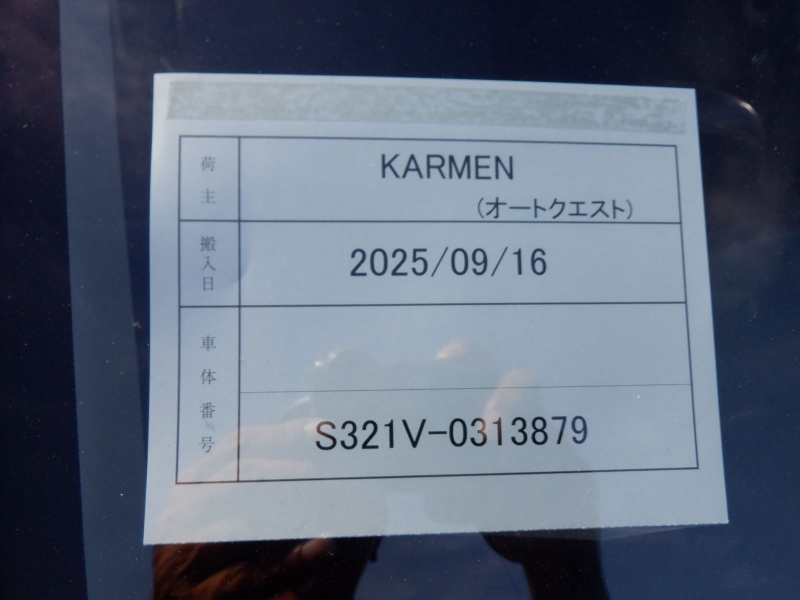 荷主
KARMEN
(オートクエスト)
搬入日
2025/09/16
車体番号
S321V-0313879